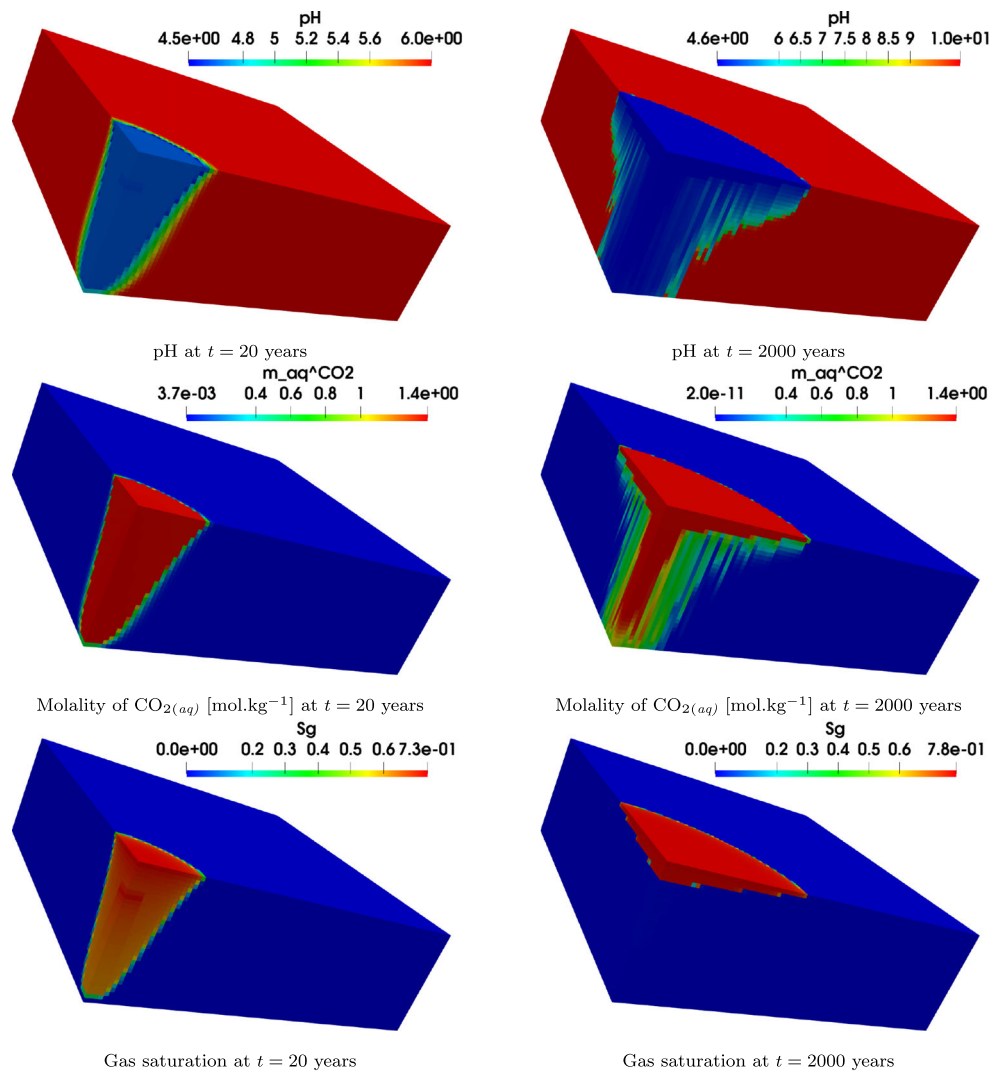 pH pH
4.5e+00 4.8 5 5.2 5.4 5.6 6.0e+00 4.6e+00 6 6.5 7 7.5 8 8.5 9 1.0e+01
pH at t = 20 years pH at t = 2000 years
m_aq^CO2 m_aq^CO2
3.7e-03 0.4 0.6 0.8 1 1.4e+00 2.0e-11 0.4 0.6 0.8 1 1.4e+00
Molality of CO2(aq) [mol.kg−1] at t = 20 years Molality of CO2(aq) [mol.kg−1] at t = 2000 years
Sg Sg
0.0e+00 0.2 0.3 0.4 0.5 0.6 7.3e-01 0.0e+00 0.2 0.3 0.4 0.5 0.6 7.8e-01
Gas saturation at t = 20 years Gas saturation at t = 2000 years